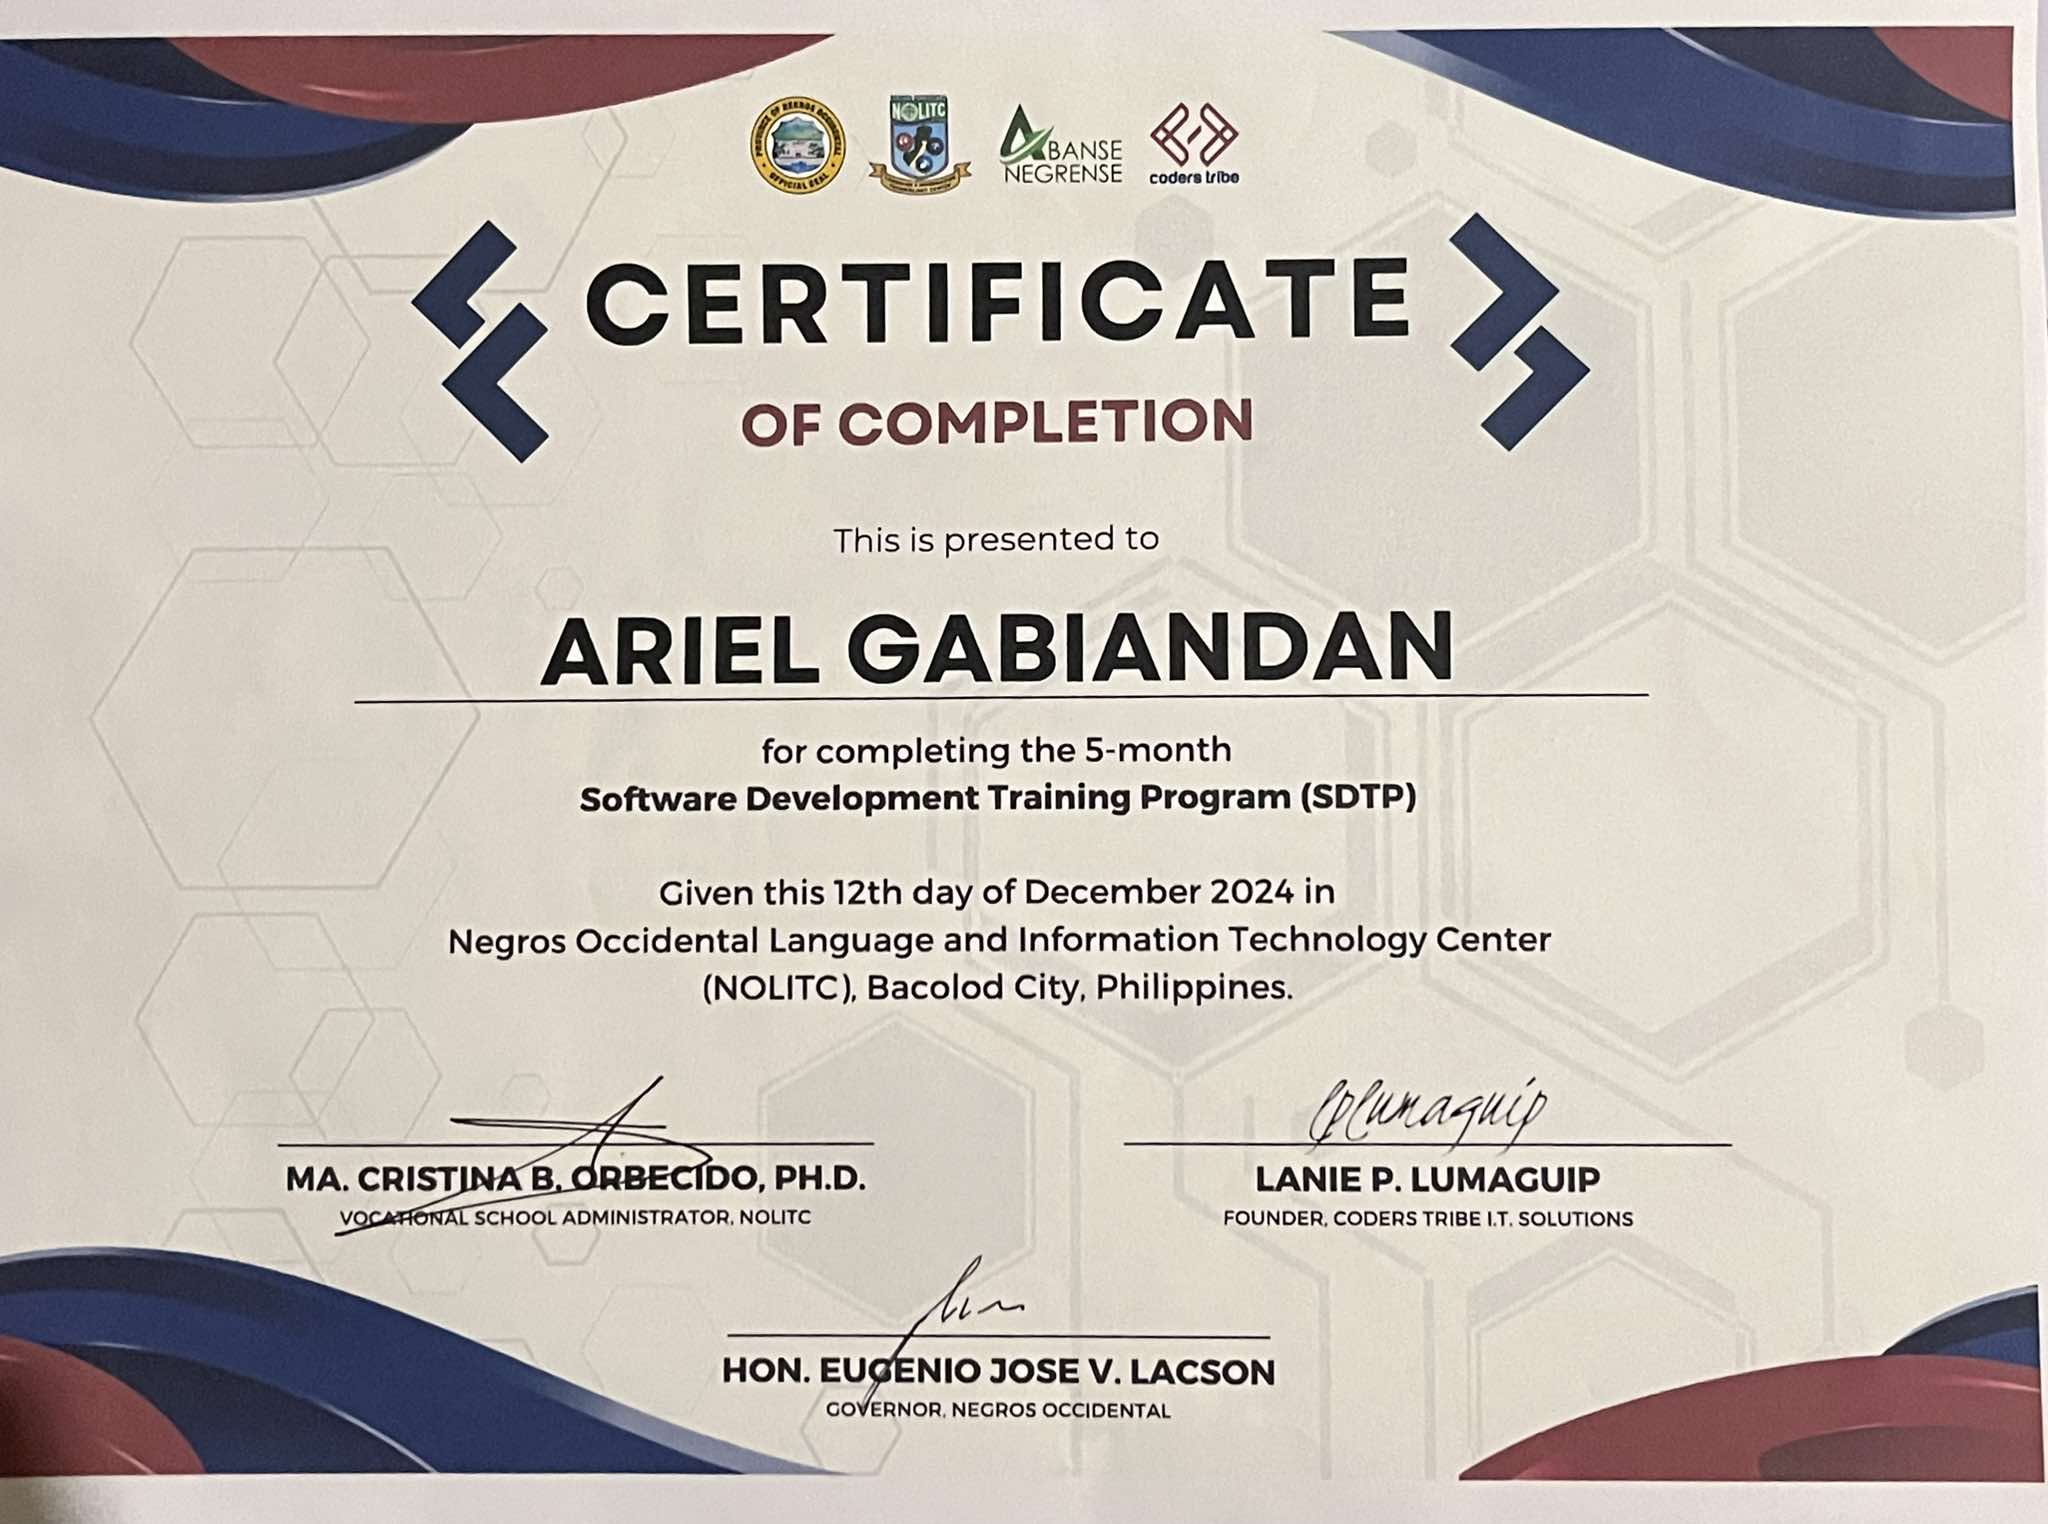 PROVINCE OF NEGROS OCCIDENTAL
OFFICIAL SEAL
NOLITC
ABANSE
NEGRENSE
coders tribe
CERTIFICATE
OF COMPLETION
This is presented to
ARIEL GABIANDAN
for completing the 5-month
Software Development Training Program (SDTP)
Given this 12th day of December 2024 in
Negros Occidental Language and Information Technology Center
(NOLITC), Bacolod City, Philippines.
MA. CRISTINA B. ORBECIDO, PH.D.
VOCATIONAL SCHOOL ADMINISTRATOR, NOLITC
LANIE P. LUMAGUIP
FOUNDER, CODERS TRIBE I.T. SOLUTIONS
HON. EUGENIO JOSE V. LACSON
GOVERNOR, NEGROS OCCIDENTAL